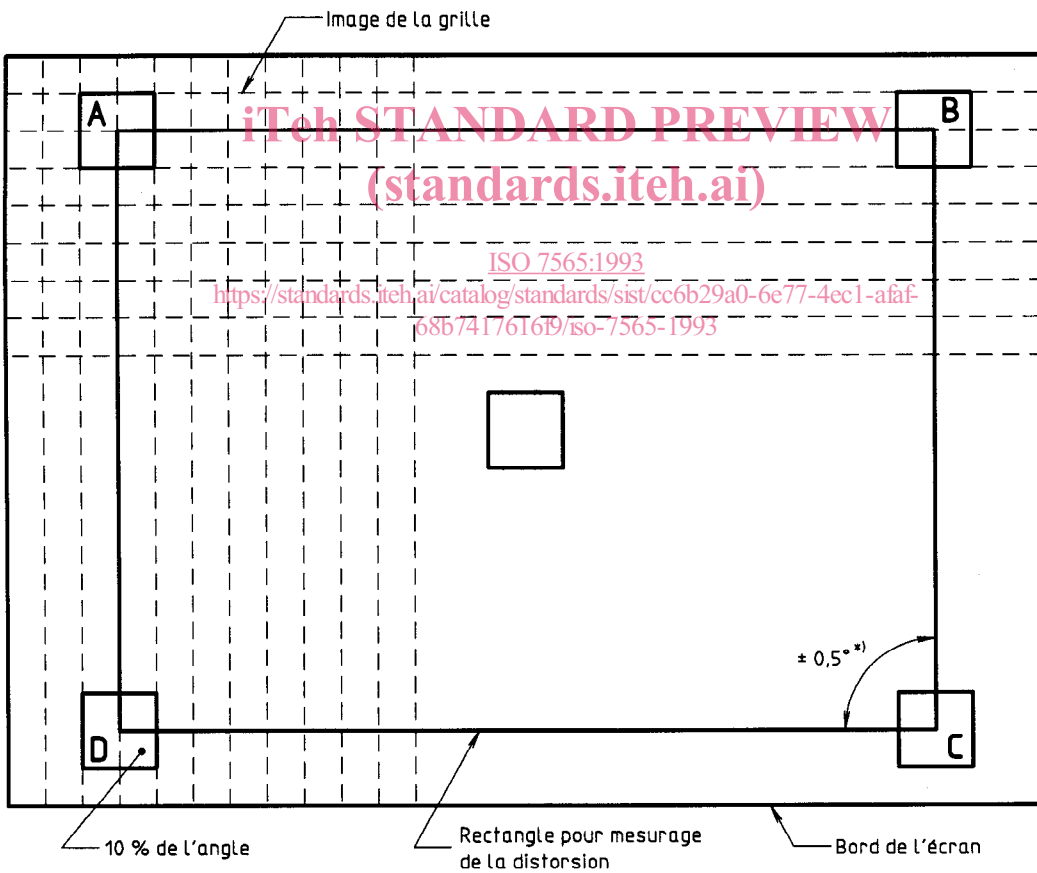 Image de la grille
A
B
iTeh STANDARD PREVIEW
(standards.iteh.ai)
ISO 7565:1993
https://standards.iteh.ai/catalog/standards/sist/cc6b29a0-6e77-4ec1-afaf-
68b7417616f9/iso-7565-1993
± 0,5° *)
D
C
10 % de l'angle
Rectangle pour mesurage
de la distorsion
Bord de l'écran